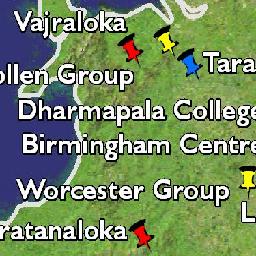 Vajraloka
Tara
ollen Group
Dharmapala College
Birmingham Centre
Worcester Group
L
ratanaloka